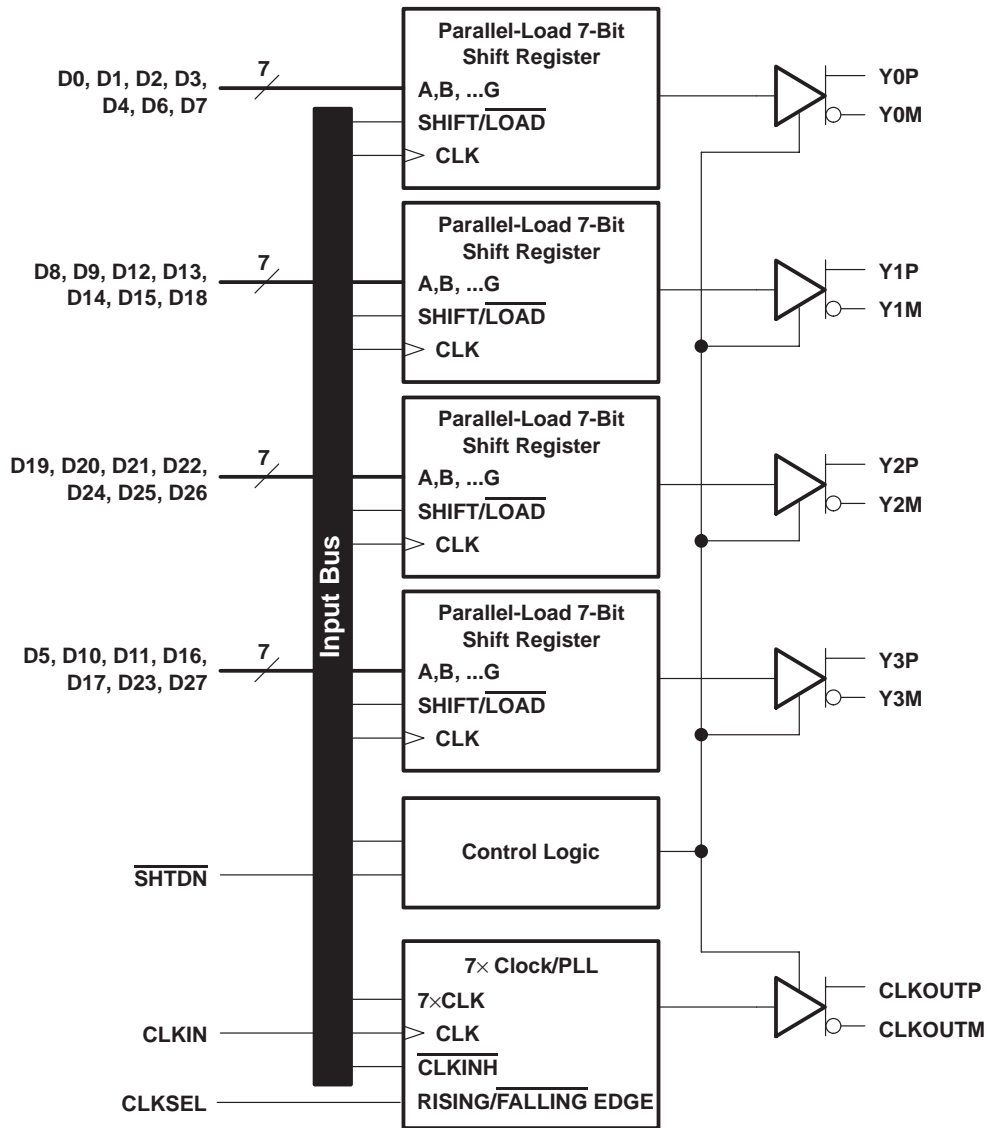 Parallel-Load 7-Bit
Shift Register
D0, D1, D2, D3,
D4, D6, D7
7
A,B, ...G
SHIFT/LOAD
CLK
Y0P
Y0M
Parallel-Load 7-Bit
Shift Register
D8, D9, D12, D13,
D14, D15, D18
7
A,B, ...G
SHIFT/LOAD
CLK
Y1P
Y1M
Parallel-Load 7-Bit
Shift Register
D19, D20, D21, D22,
D24, D25, D26
7
A,B, ...G
SHIFT/LOAD
CLK
Y2P
Y2M
Input Bus
Parallel-Load 7-Bit
Shift Register
D5, D10, D11, D16,
D17, D23, D27
7
A,B, ...G
SHIFT/LOAD
CLK
Y3P
Y3M
Control Logic
SHTDN
7× Clock/PLL
7×CLK
CLKIN
CLK
CLKINH
CLKSEL
RISING/FALLING EDGE
CLKOUTP
CLKOUTM